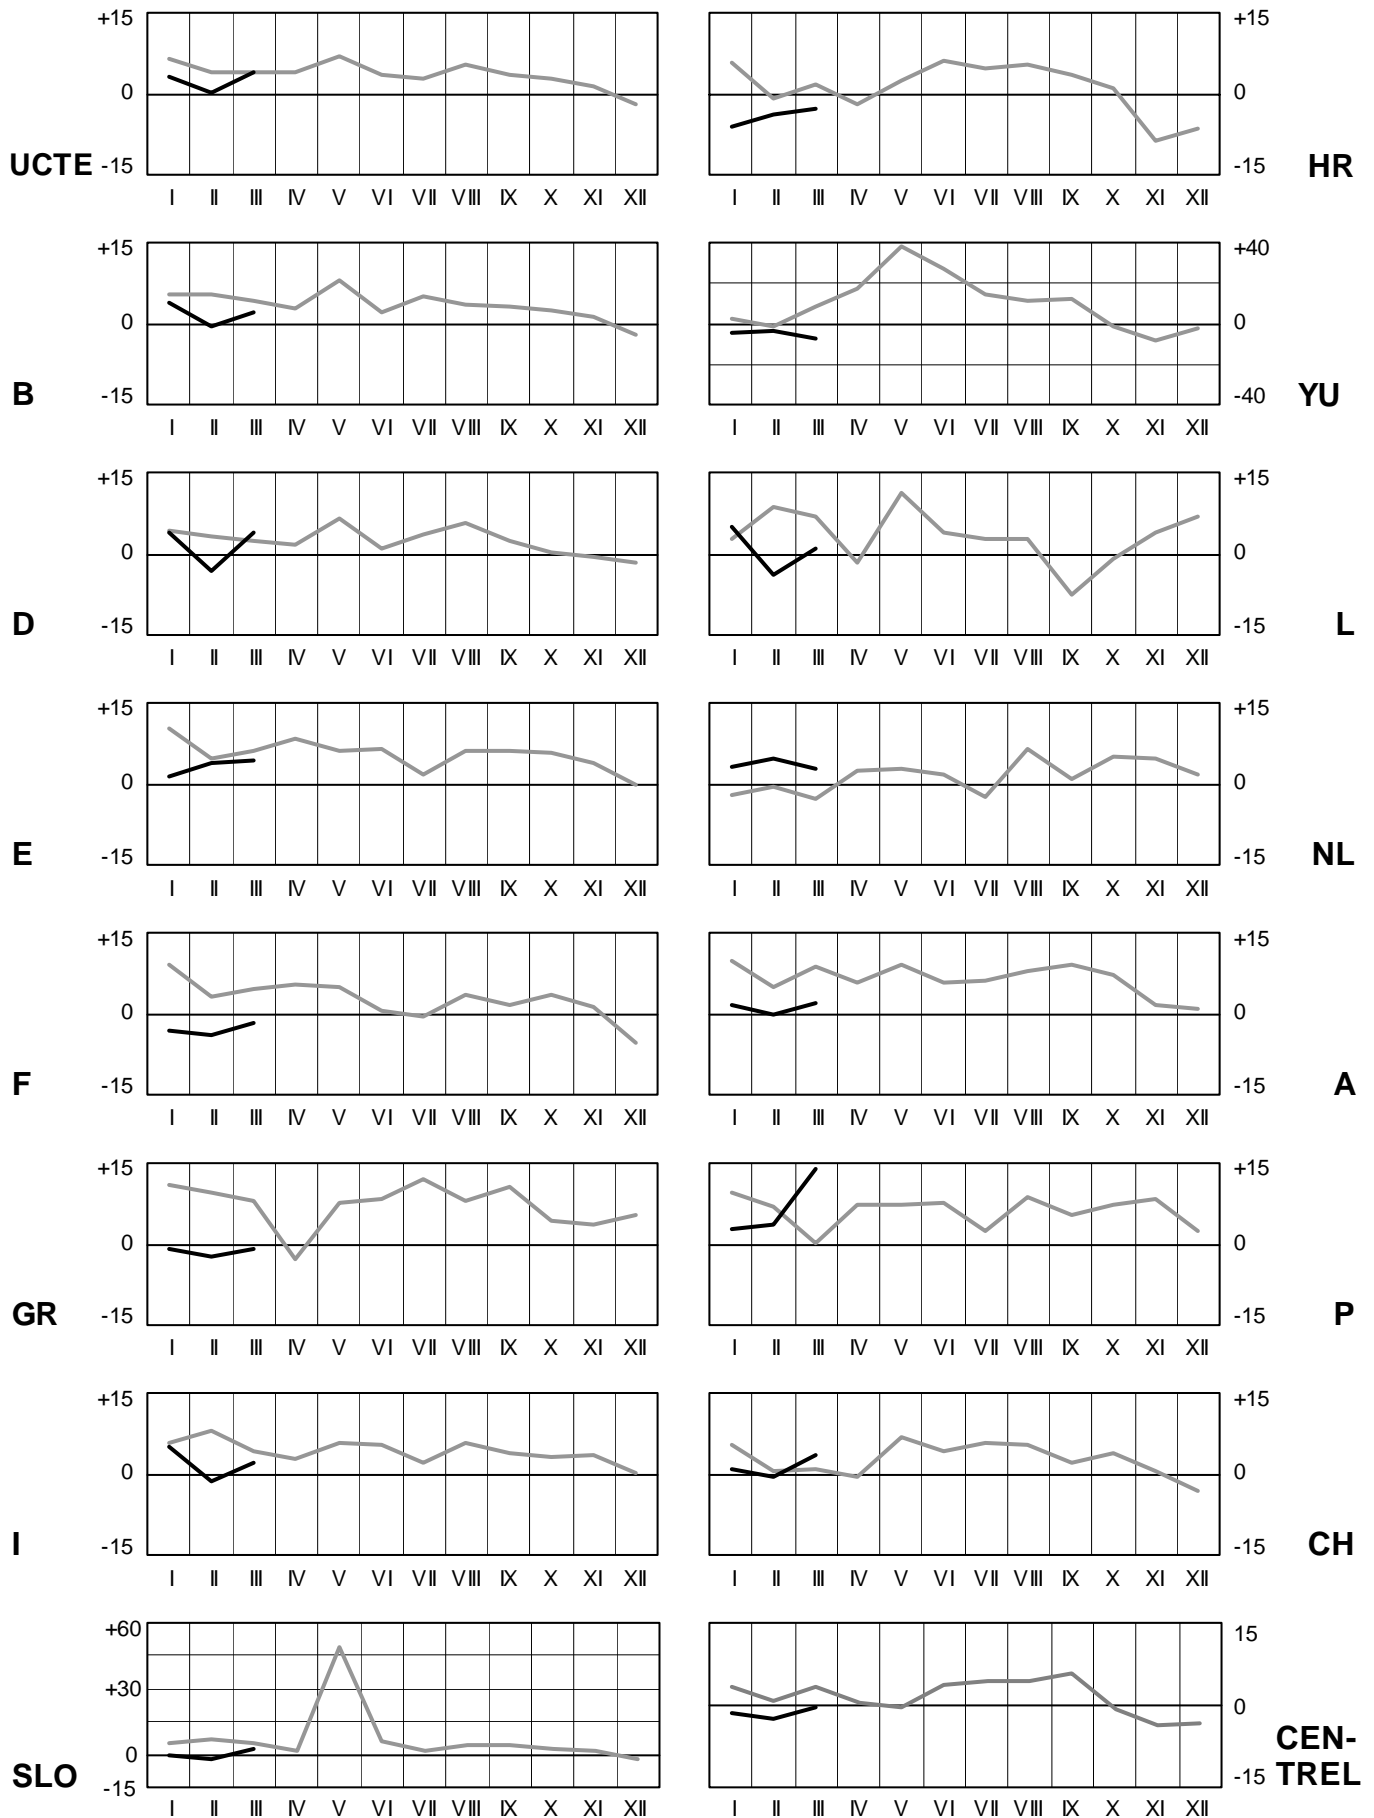 +15 +15
0 0
UCTE -15 -15 HR
I II III IV V VI VII VIII IX X XI XII I II III IV V VI VII VIII IX X XI XII
+15 +40
0 0
B -15 -40 YU
I II III IV V VI VII VIII IX X XI XII I II III IV V VI VII VIII IX X XI XII
+15 +15
0 0
D -15 -15 L
I II III IV V VI VII VIII IX X XI XII I II III IV V VI VII VIII IX X XI XII
+15 +15
0 0
E -15 -15 NL
I II III IV V VI VII VIII IX X XI XII I II III IV V VI VII VIII IX X XI XII
+15 +15
0 0
F -15 -15 A
I II III IV V VI VII VIII IX X XI XII I II III IV V VI VII VIII IX X XI XII
+15 +15
0 0
GR -15 -15 P
I II III IV V VI VII VIII IX X XI XII I II III IV V VI VII VIII IX X XI XII
+15 +15
0 0
I -15 -15 CH
I II III IV V VI VII VIII IX X XI XII I II III IV V VI VII VIII IX X XI XII
+60 15
+30 0
0 CEN-
SLO -15 -15 TREL
I II III IV V VI VII VIII IX X XI XII I II III IV V VI VII VIII IX X XI XII